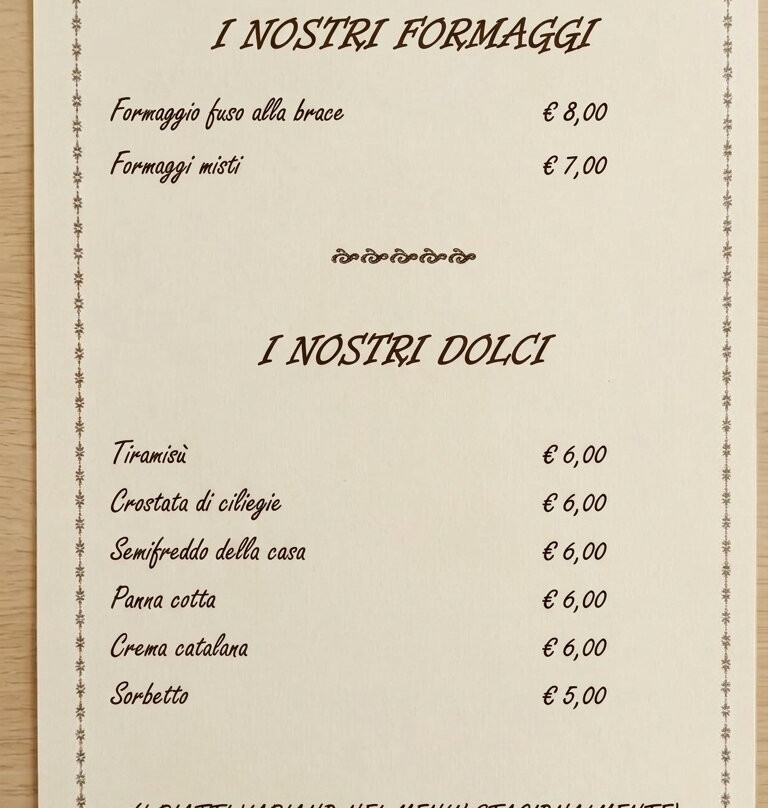 I NOSTRI FORMAGGI
Formaggio fuso alla brace € 8,00
Formaggi misti € 7,00
I NOSTRI DOLCI
Tiramisù € 6,00
Crostata di ciliegie € 6,00
Semifreddo della casa € 6,00
Panna cotta € 6,00
Crema catalana € 6,00
Sorbetto € 5,00